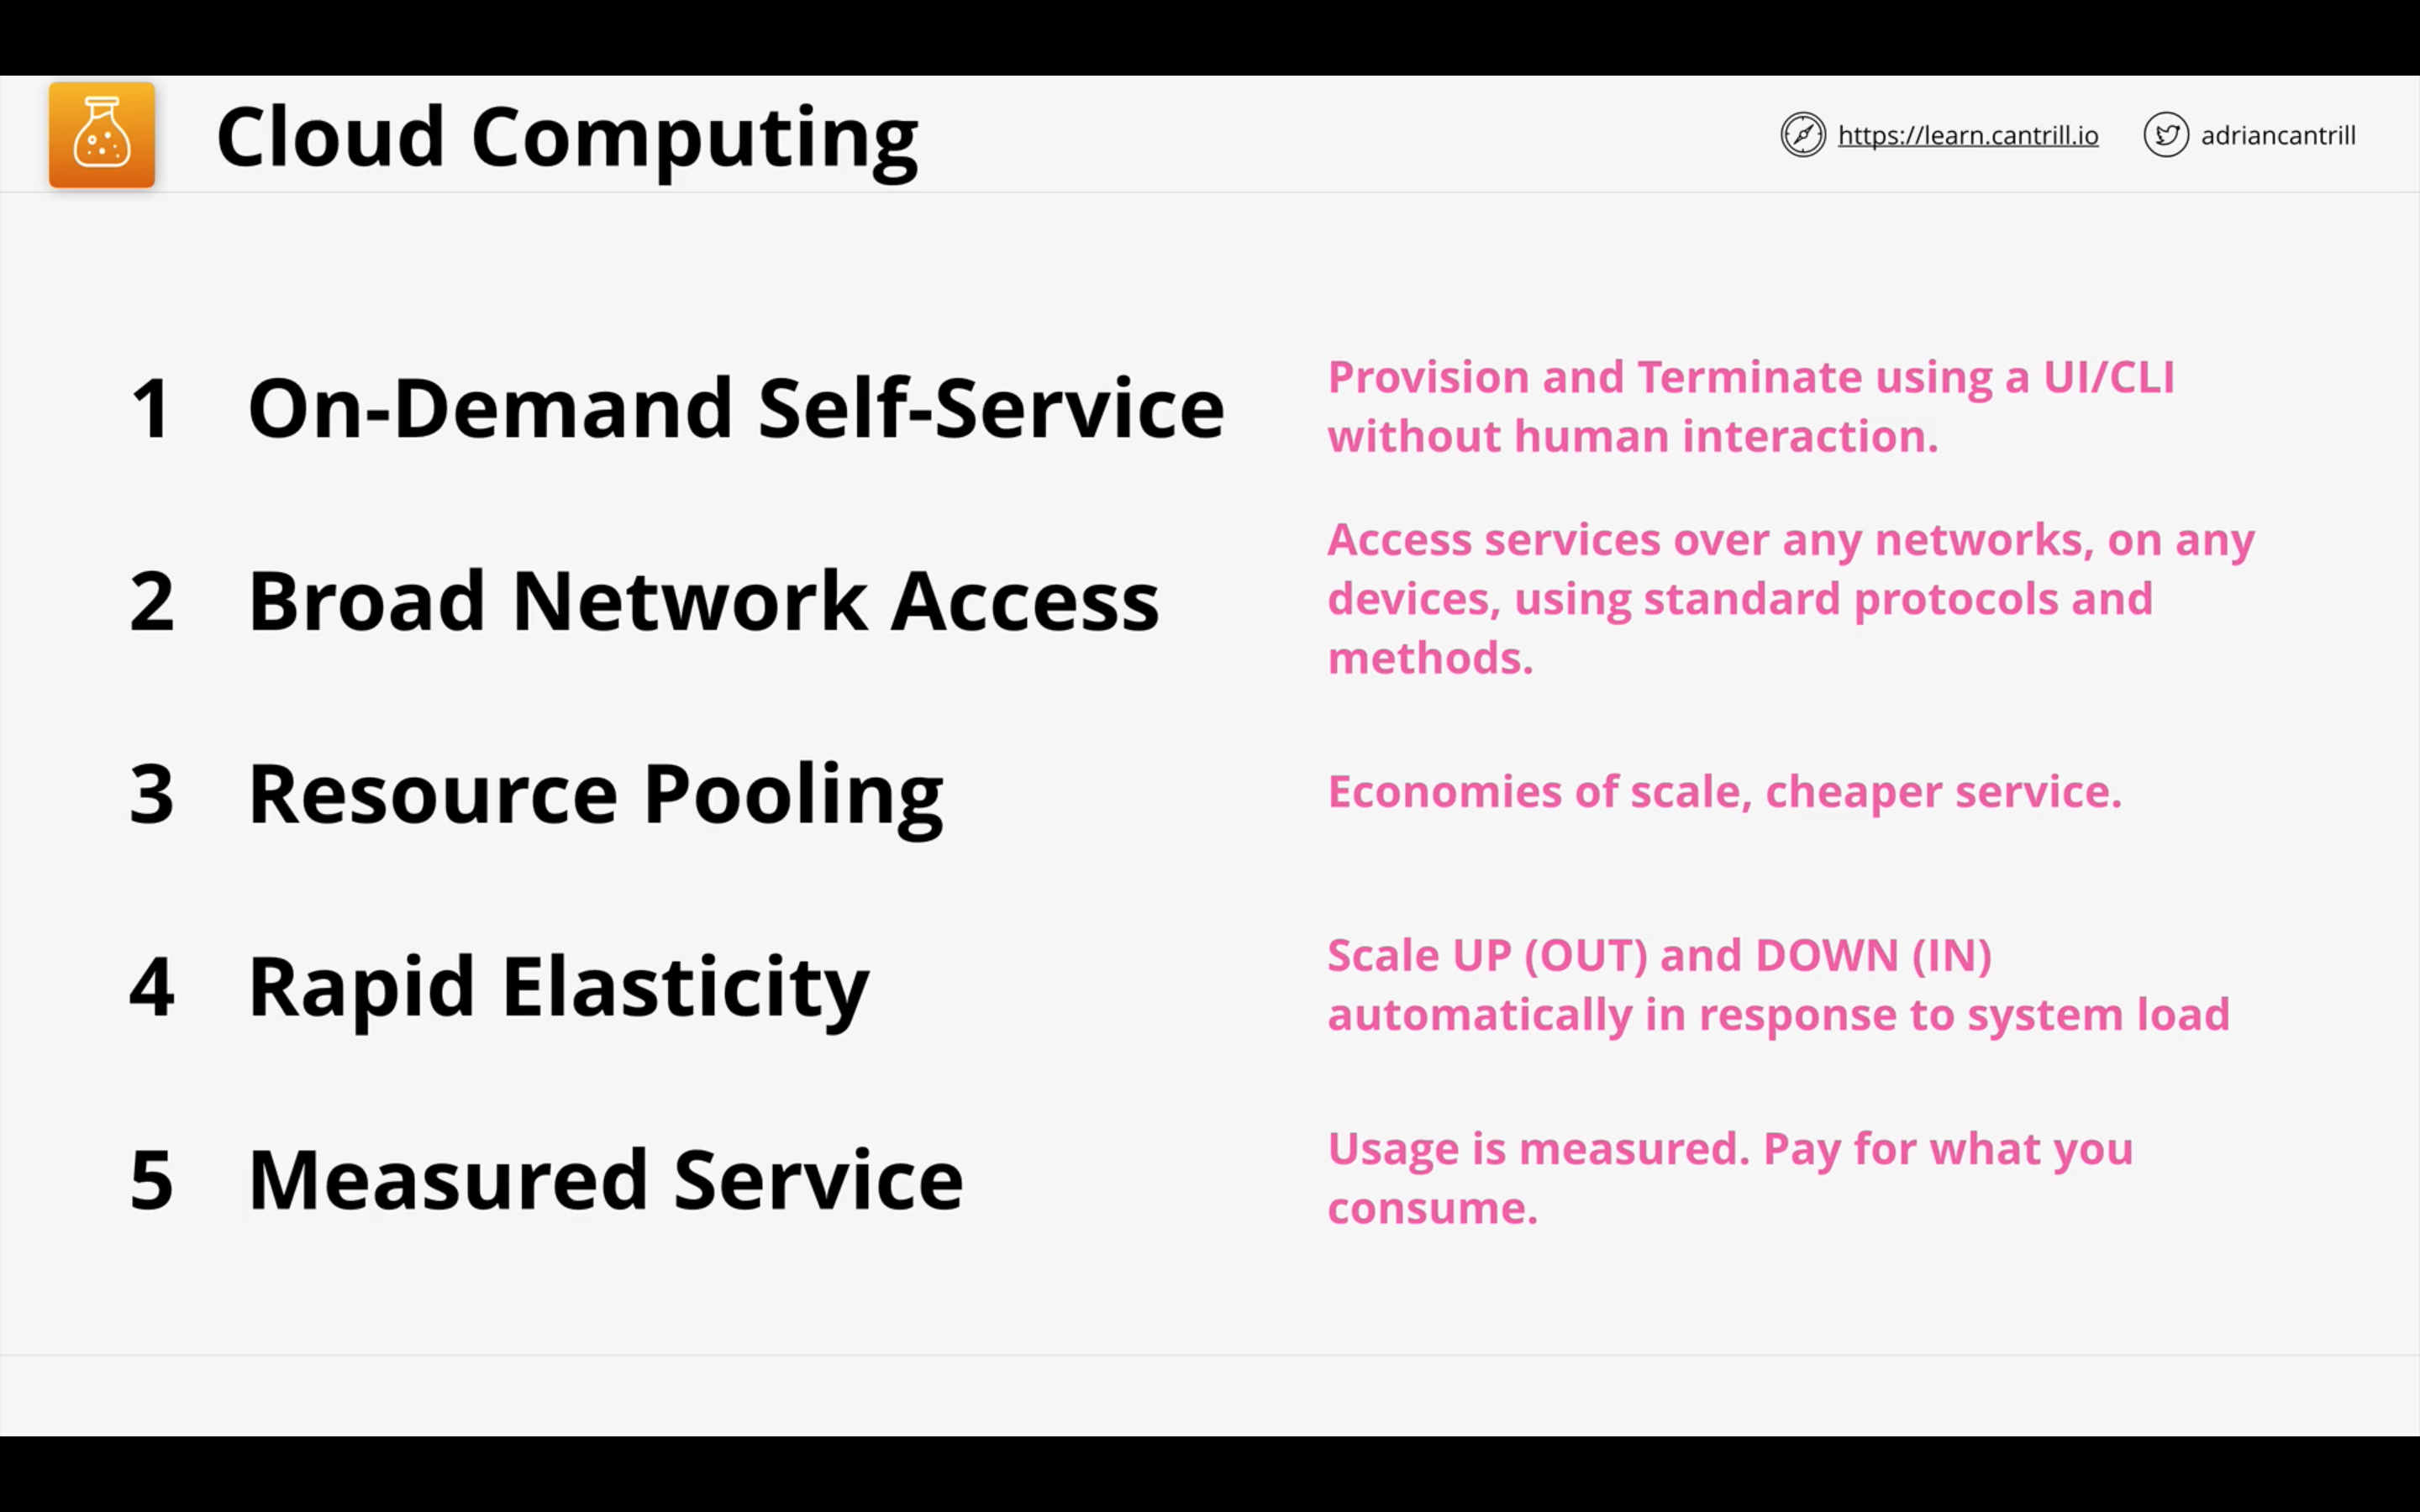 Cloud Computing
https://learn.cantrill.io
adriancantrill
1 On-Demand Self-Service
Provision and Terminate using a UI/CLI
without human interaction.
2 Broad Network Access
Access services over any networks, on any
devices, using standard protocols and
methods.
3 Resource Pooling
Economies of scale, cheaper service.
4 Rapid Elasticity
Scale UP (OUT) and DOWN (IN)
automatically in response to system load
5 Measured Service
Usage is measured. Pay for what you
consume.